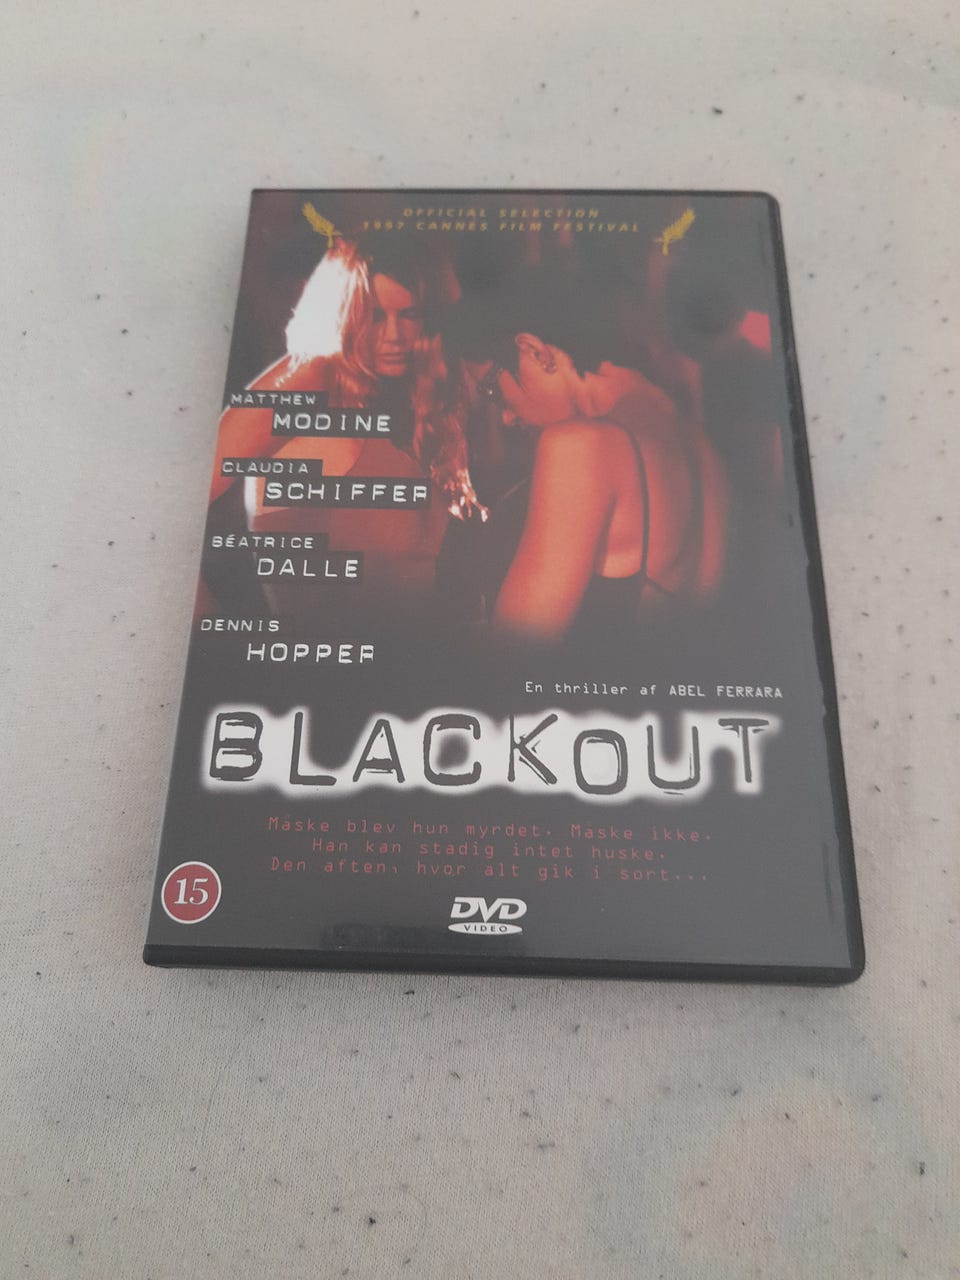 OFFICIAL SELECTION
1997 CANNES FILM FESTIVAL
MATTHEW
MODINE
CLAUDIA
SCHIFFER
BÉATRICE
DALLE
DENNIS
HOPPER
En thriller af ABEL FERRARA
BLACKOUT
Måske blev hun myrdet. Måske ikke.
Han kan stadig intet huske.
Den aften, hvor alt gik i sort...
15
DVD
VIDEO